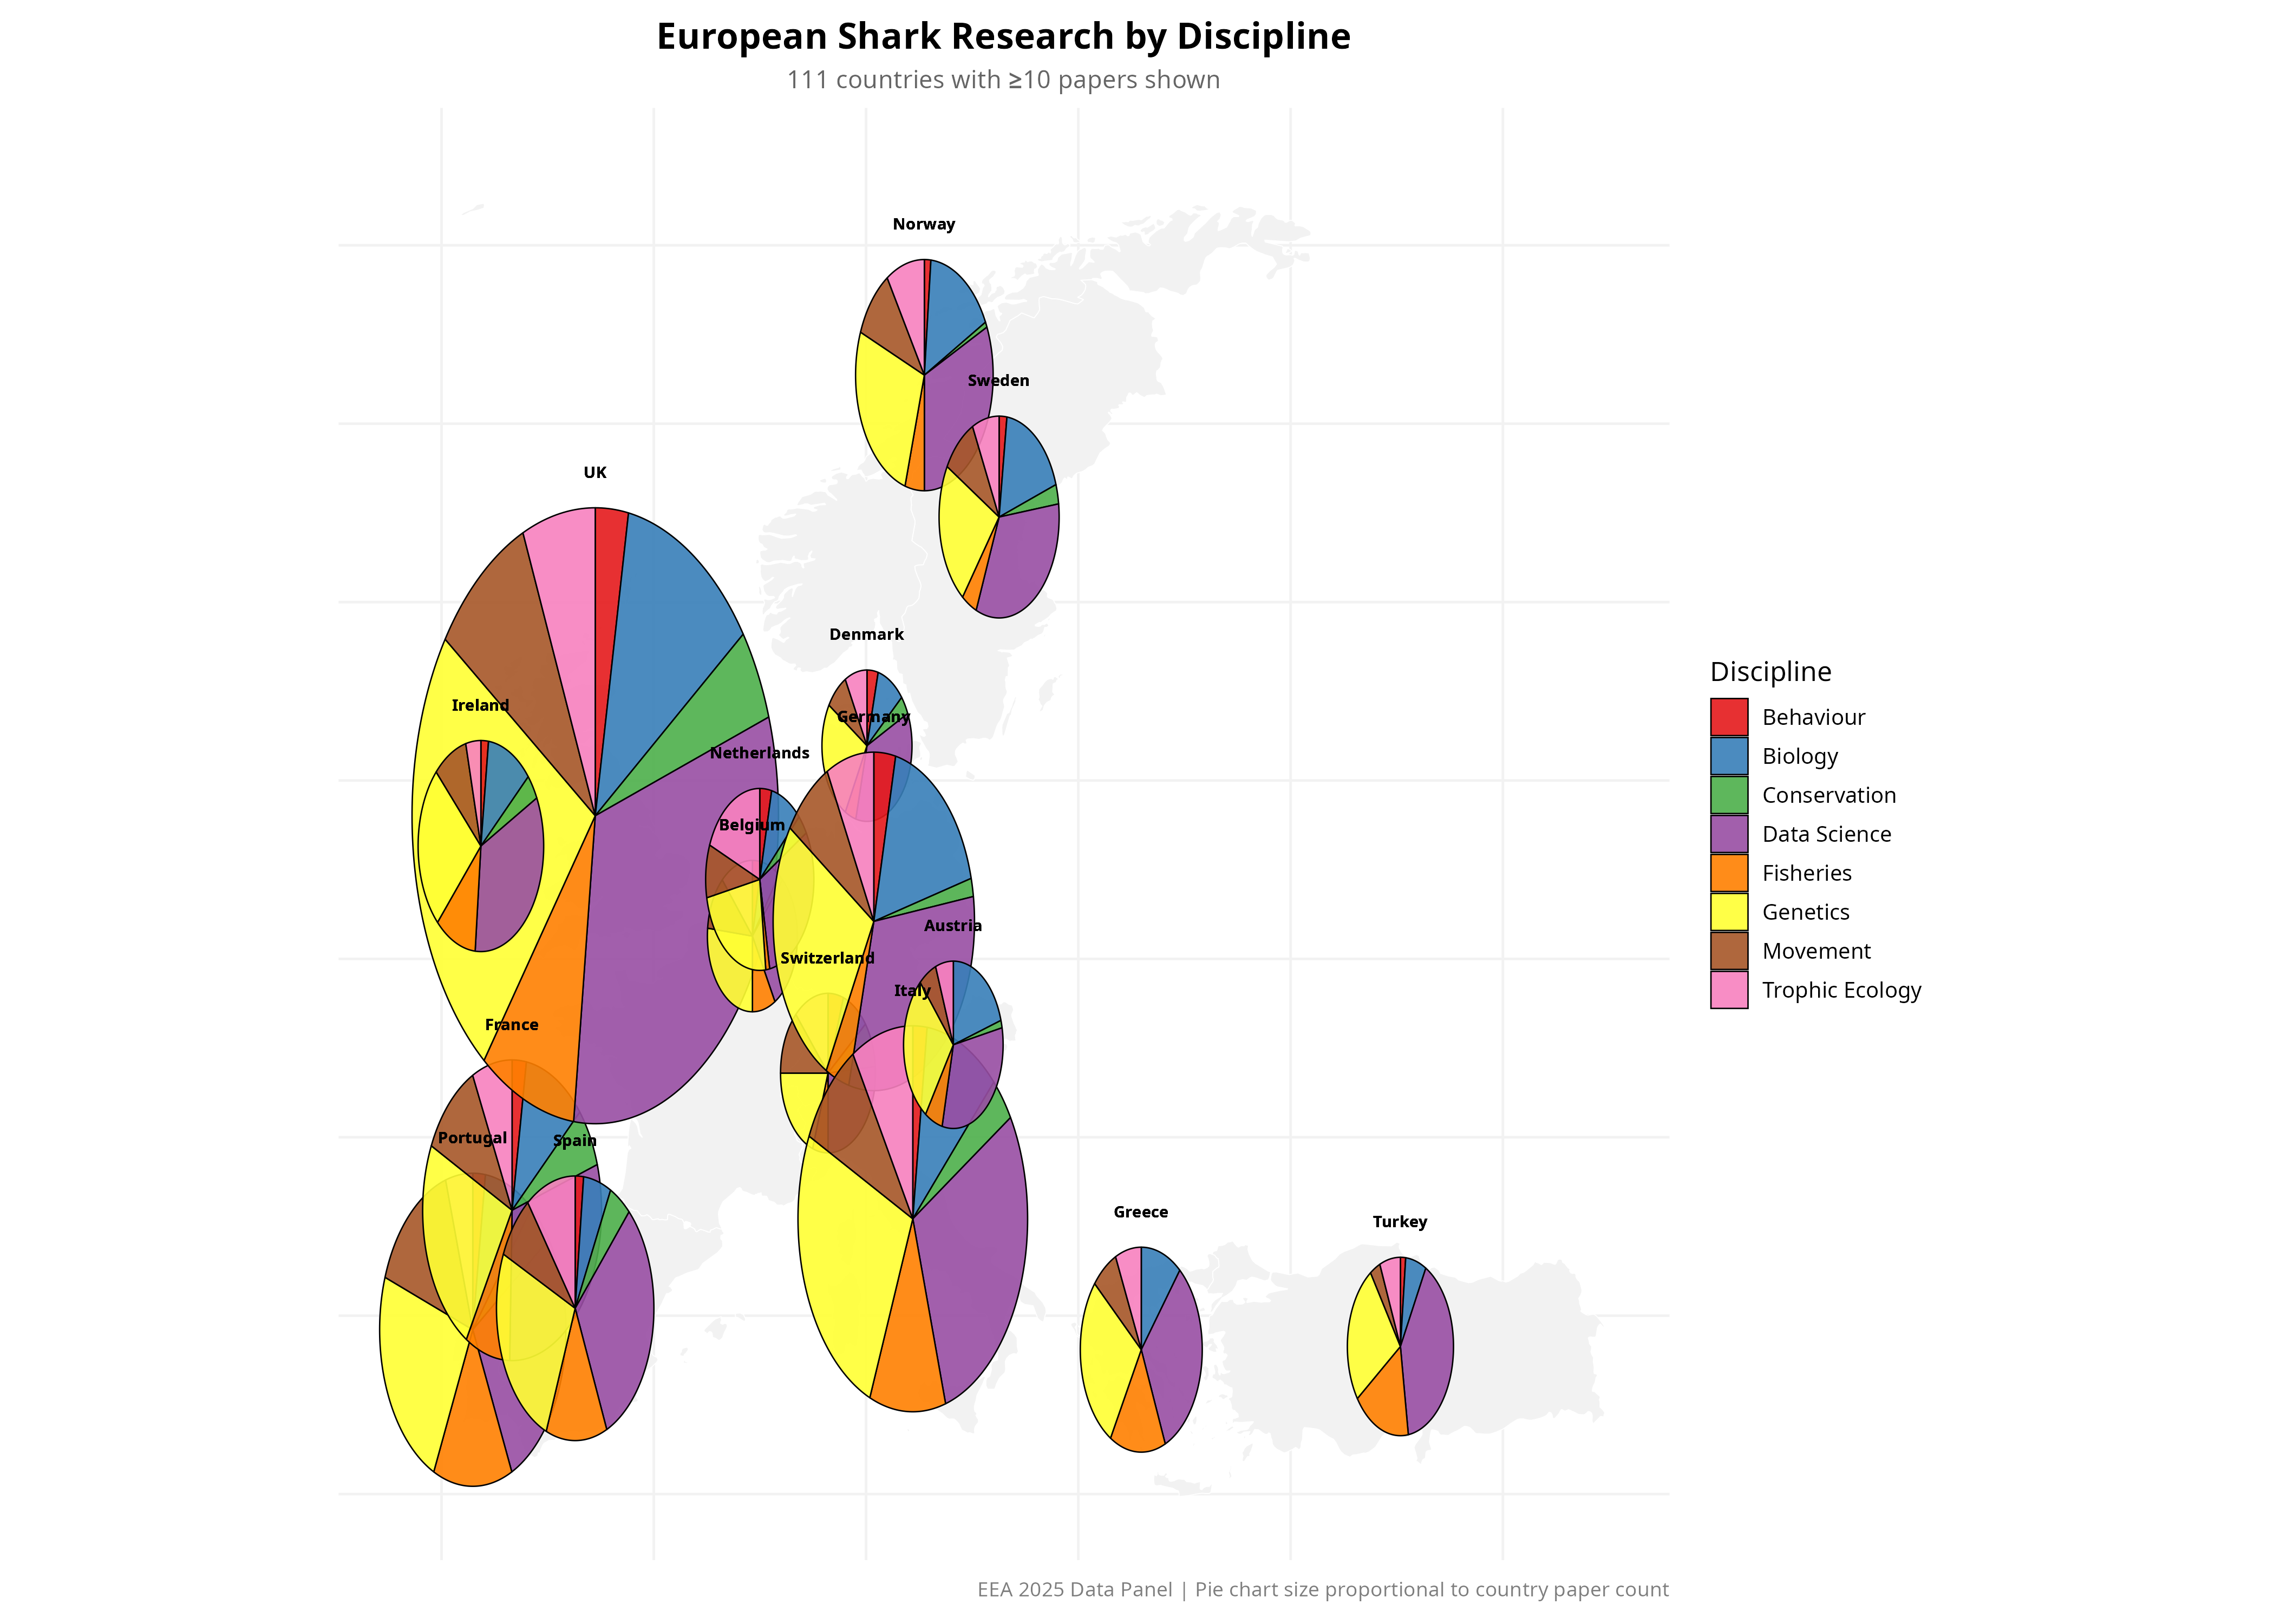 European Shark Research by Discipline
111 countries with ≥10 papers shown
Norway
Sweden
UK
Denmark
Ireland
Germany
Netherlands
Belgium
Austria
Switzerland
Italy
France
Portugal
Spain
Greece
Turkey
Discipline
Behaviour
Biology
Conservation
Data Science
Fisheries
Genetics
Movement
Trophic Ecology
EEA 2025 Data Panel | Pie chart size proportional to country paper count